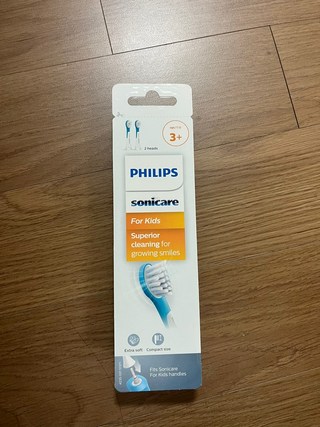 3+
2 heads
PHILIPS
sonicare
For Kids
Superior
cleaning for
growing smiles
Extra soft
Compact size
Fits Sonicare
For Kids handles